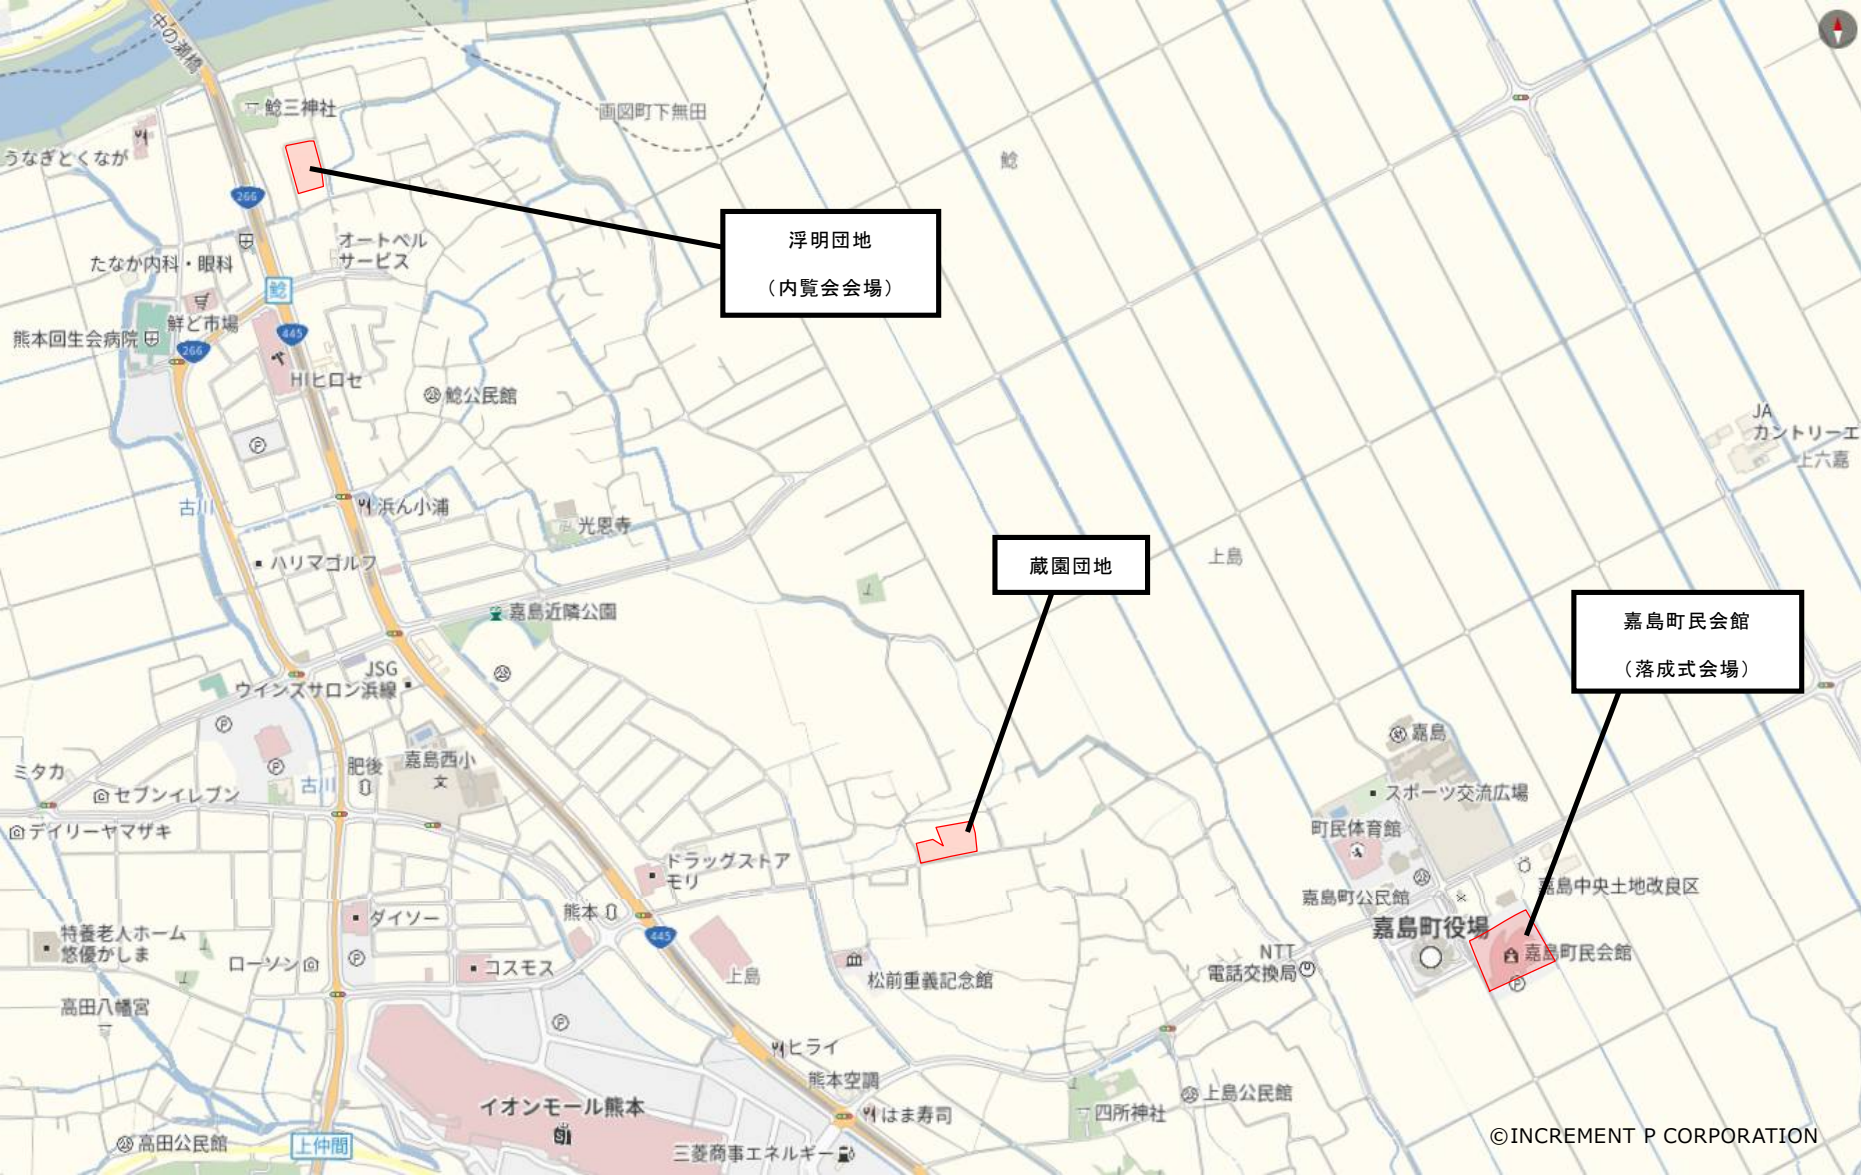 中の瀬橋
鯰三神社
画図町下無田
うなぎとくなが
鯰
266
浮明団地
(内覧会会場)
オートベル
サービス
たなか内科・眼科
鯰
鮮ど市場
445
熊本回生会病院
266
HIヒロセ
鯰公民館
JA
カントリーエ
上六嘉
古川
浜ん小浦
光恩寺
ハリマゴルフ
蔵園団地
上島
嘉島近隣公園
嘉島町民会館
(落成式会場)
JSG
ウインズサロン浜線
嘉島
ミタカ
肥後
嘉島西小
文
古川
セブンイレブン
スポーツ交流広場
デイリーヤマザキ
町民体育館
ドラッグストア
モリ
嘉島中央土地改良区
嘉島町公民館
熊本
ダイソー
嘉島町役場
445
特養老人ホーム
悠優かしま
嘉島町民会館
NTT
電話交換局
ローソン
コスモス
上島
松前重義記念館
高田八幡宮
ヒライ
熊本空調
イオンモール熊本
はま寿司
四所神社
上島公民館
高田公民館
上仲間
三菱商事エネルギー
©INCREMENT P CORPORATION